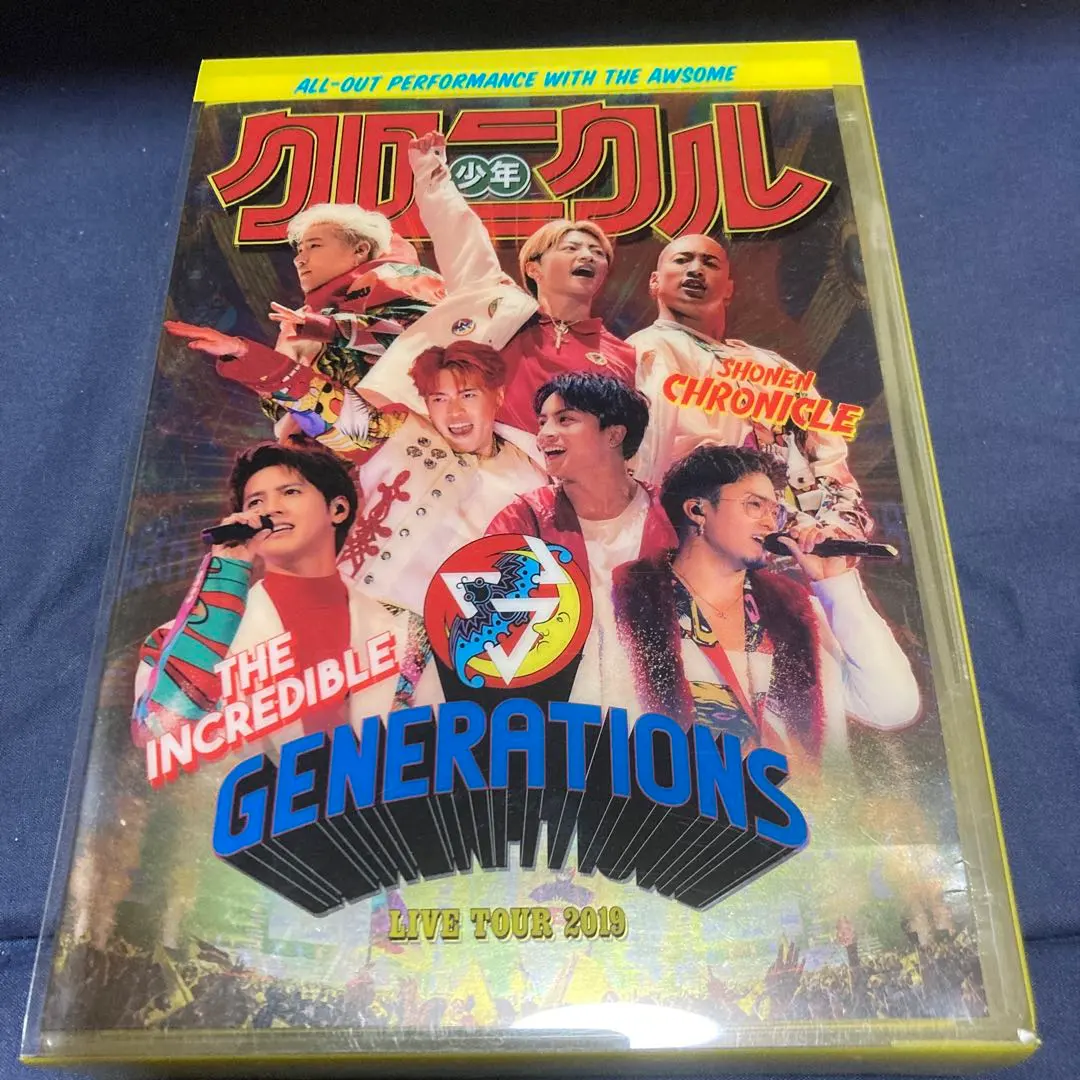 ALL-OUT PERFORMANCE WITH THE AWSOME
少年
クロニクル
SHONEN
CHRONICLE
THE
INCREDIBLE
GENERATIONS
LIVE TOUR 2019